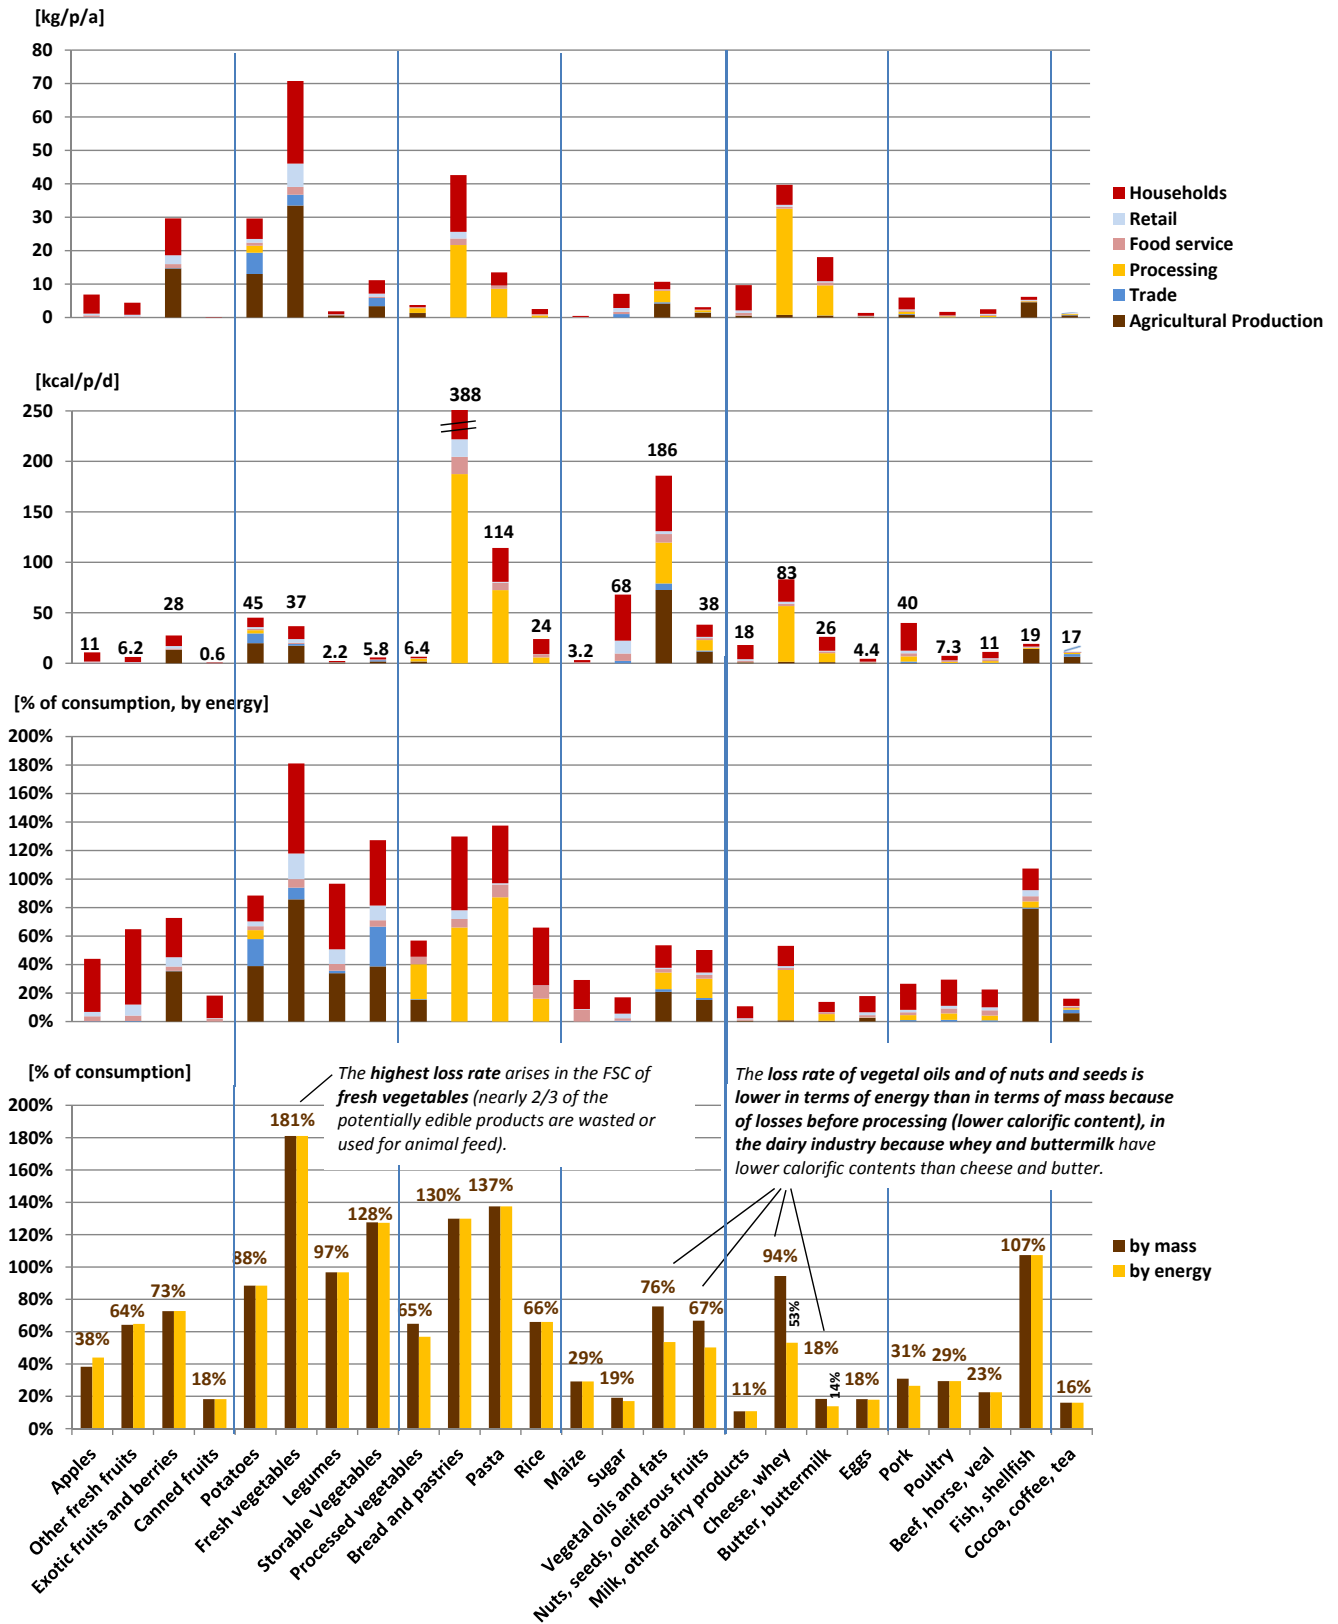 [kg/p/a]
80
70
60
50
40
30
20
10
0
Households
Retail
Food service
Processing
Trade
Agricultural Production
[kcal/p/d]
250
200
150
100
50
0
11
6.2
28
0.6
45
37
2.2
5.8
6.4
388
114
24
3.2
68
186
38
18
83
26
4.4
40
7.3
11
19
17
[% of consumption, by energy]
200%
180%
160%
140%
120%
100%
80%
60%
40%
20%
0%
[% of consumption]
The highest loss rate arises in the FSC of
fresh vegetables (nearly 2/3 of the
potentially edible products are wasted or
used for animal feed).
The loss rate of vegetal oils and of nuts and seeds is
lower in terms of energy than in terms of mass because
of losses before processing (lower calorific content), in
the dairy industry because whey and buttermilk have
lower calorific contents than cheese and butter.
200%
180%
160%
140%
120%
100%
80%
60%
40%
20%
0%
38%
64%
73%
18%
88%
181%
97%
128%
65%
130%
137%
66%
29%
19%
76%
67%
11%
94%
53%
18%
14%
18%
31%
29%
23%
107%
16%
by mass
by energy
Apples
Other fresh fruits
Exotic fruits and berries
Canned fruits
Potatoes
Fresh vegetables
Legumes
Storable Vegetables
Processed vegetables
Bread and pastries
Pasta
Rice
Maize
Sugar
Vegetal oils and fats
Nuts, seeds, oleiferous fruits
Milk, other dairy products
Cheese, whey
Butter, buttermilk
Eggs
Pork
Poultry
Beef, horse, veal
Fish, shellfish
Cocoa, coffee, tea